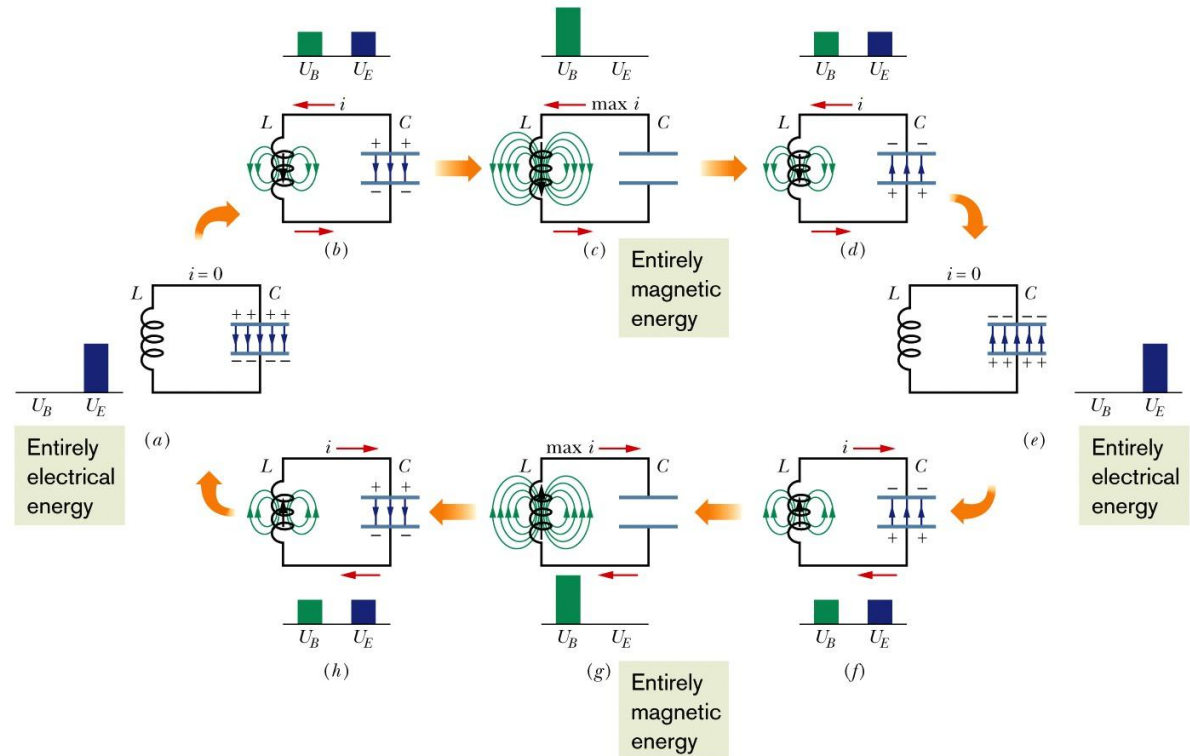 U_B U_E
U_B U_E
U_B U_E
i
max i
i
L C
L C
L C
+ +
− −
− −
+ +
(b)
(c)
(d)
Entirely
magnetic
energy
i = 0
L C
+ + + + +
− − − − −
U_B U_E
(a)
Entirely
electrical
energy
i = 0
L C
− − − − −
+ + + + +
(e)
U_B U_E
Entirely
electrical
energy
i
max i
i
L C
L C
L C
+ +
− −
− −
+ +
U_B U_E
U_B U_E
U_B U_E
(h)
(g)
(f)
Entirely
magnetic
energy